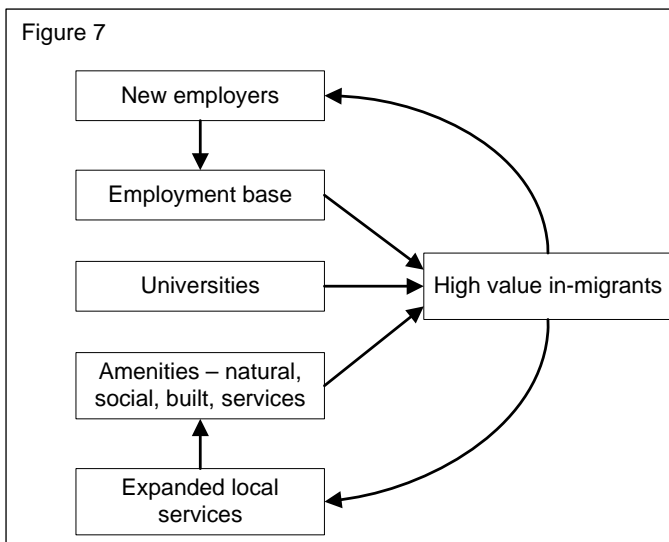 Figure 7
New employers
Employment base
Universities
High value in-migrants
Amenities – natural,
social, built, services
Expanded local
services